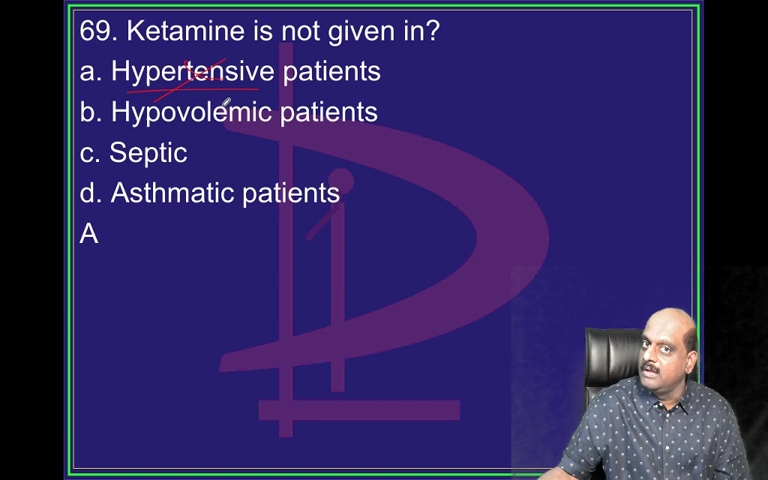 69. Ketamine is not given in?
a. Hypertensive patients
b. Hypovolemic patients
c. Septic
d. Asthmatic patients
A